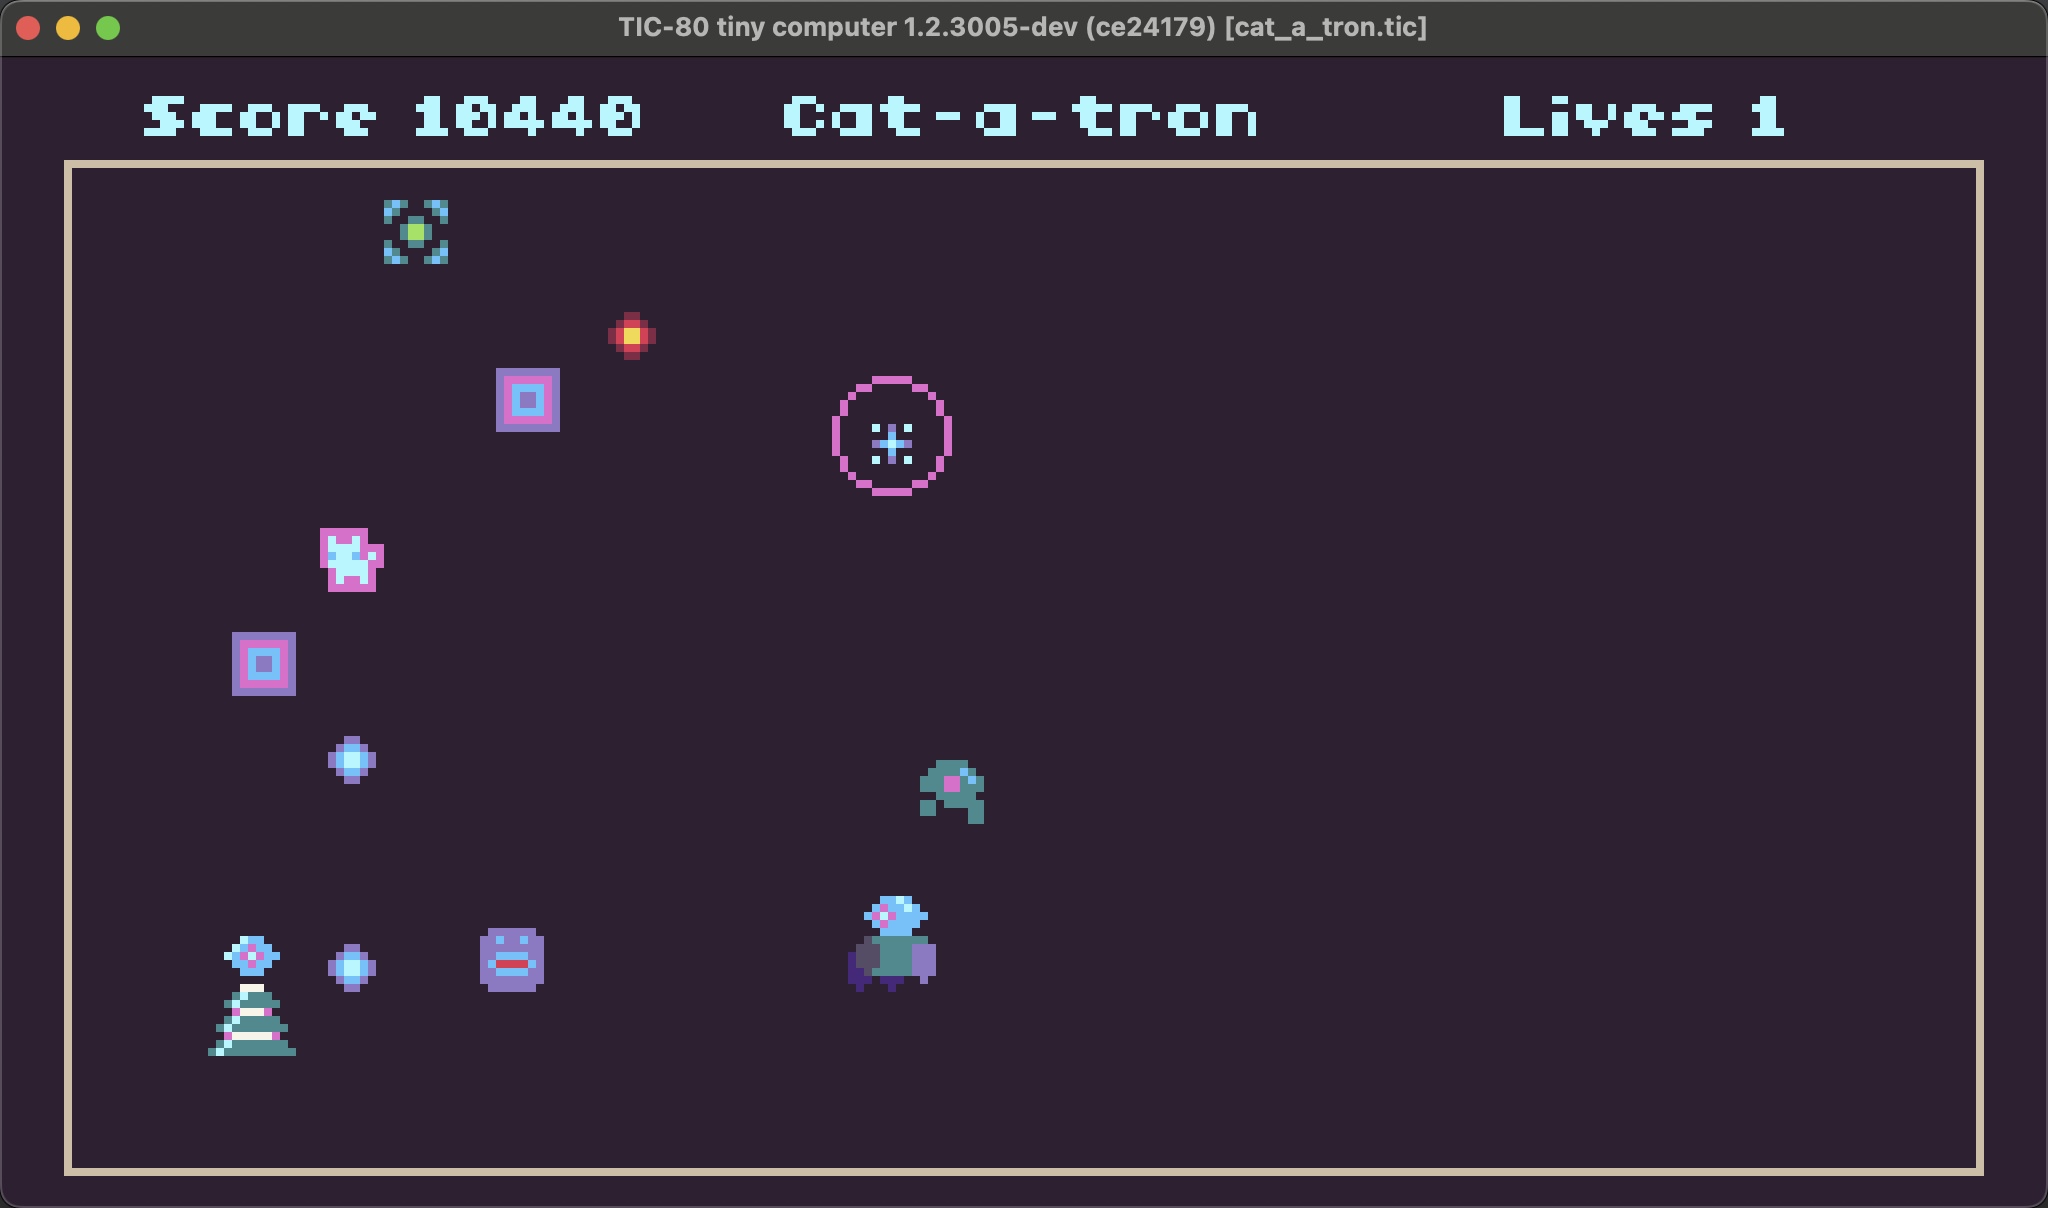 TIC-80 tiny computer 1.2.3005-dev (ce24179) [cat_a_tron.tic]
Score 10440 Cat-a-tron Lives 1